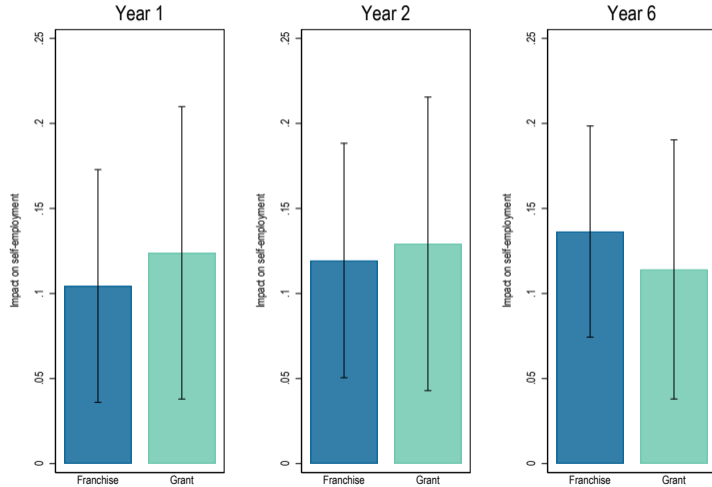 Year 1
Impact on self-employment
.25
.2
.15
.1
.05
0
Franchise Grant
Year 2
Impact on self-employment
.25
.2
.15
.1
.05
0
Franchise Grant
Year 6
Impact on self-employment
.25
.2
.15
.1
.05
0
Franchise Grant